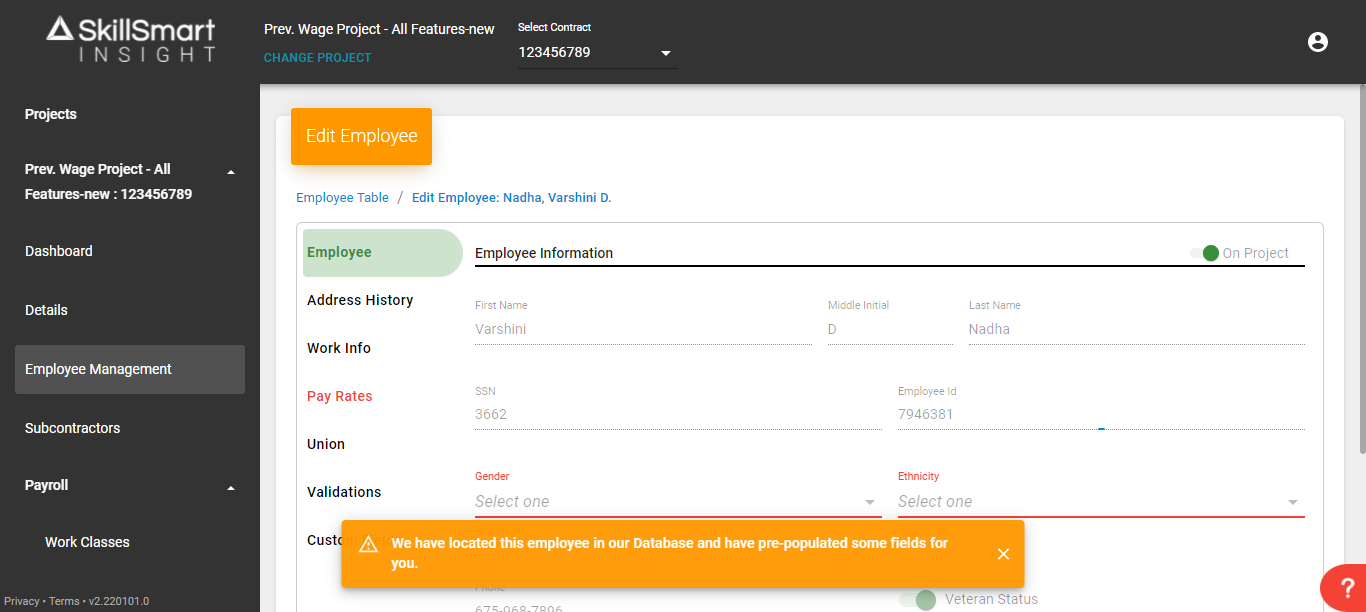 SkillSmart
INSIGHT
Prev. Wage Project - All Features-new
CHANGE PROJECT
Select Contract
123456789
Projects
Prev. Wage Project - All
Features-new : 123456789
Dashboard
Details
Employee Management
Subcontractors
Payroll
Work Classes
Privacy • Terms • v2.220101.0
Edit Employee
Employee Table / Edit Employee: Nadha, Varshini D.
Employee
Address History
Work Info
Pay Rates
Union
Validations
Custom
Employee Information
On Project
First Name
Middle Initial
Last Name
Varshini
D
Nadha
SSN
Employee Id
3662
7946381
Gender
Ethnicity
Select one
Select one
We have located this employee in our Database and have pre-populated some fields for
you.
Phone
675-968-7896
Veteran Status
?